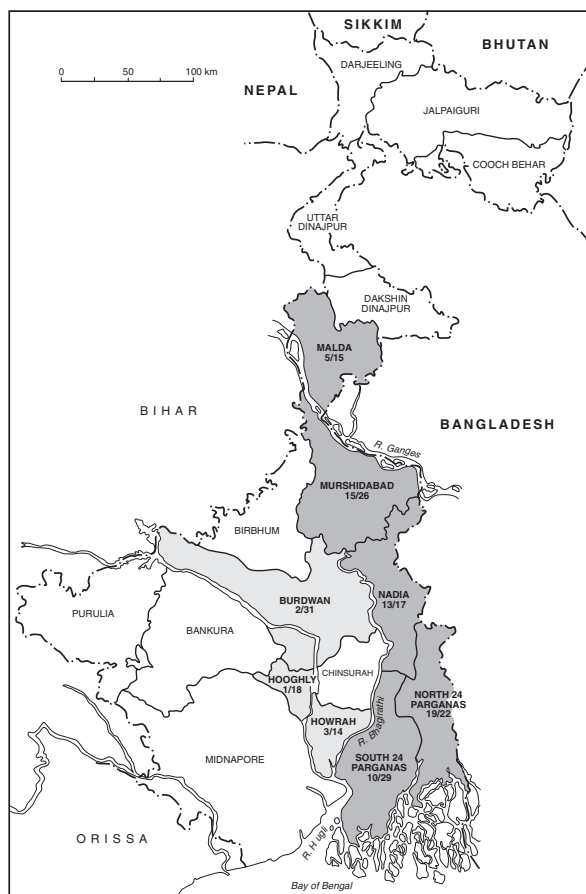 SIKKIM
BHUTAN
DARJEELING
0 50 100 km
NEPAL
JALPAIGURI
COOCH BEHAR
UTTAR
DINAJPUR
DAKSHIN
DINAJPUR
MALDA
5/15
BIHAR
BANGLADESH
R. Ganges
MURSHIDABAD
15/26
BIRBHUM
BURDWAN
2/31
NADIA
13/17
PURULIA
BANKURA
CHINSURAH
HOOGHLY
1/18
NORTH 24
PARGANAS
19/22
HOWRAH
3/14
R. Bhagirathi
MIDNAPORE
SOUTH 24
PARGANAS
10/29
ORISSA
R. Hugli
Bay of Bengal